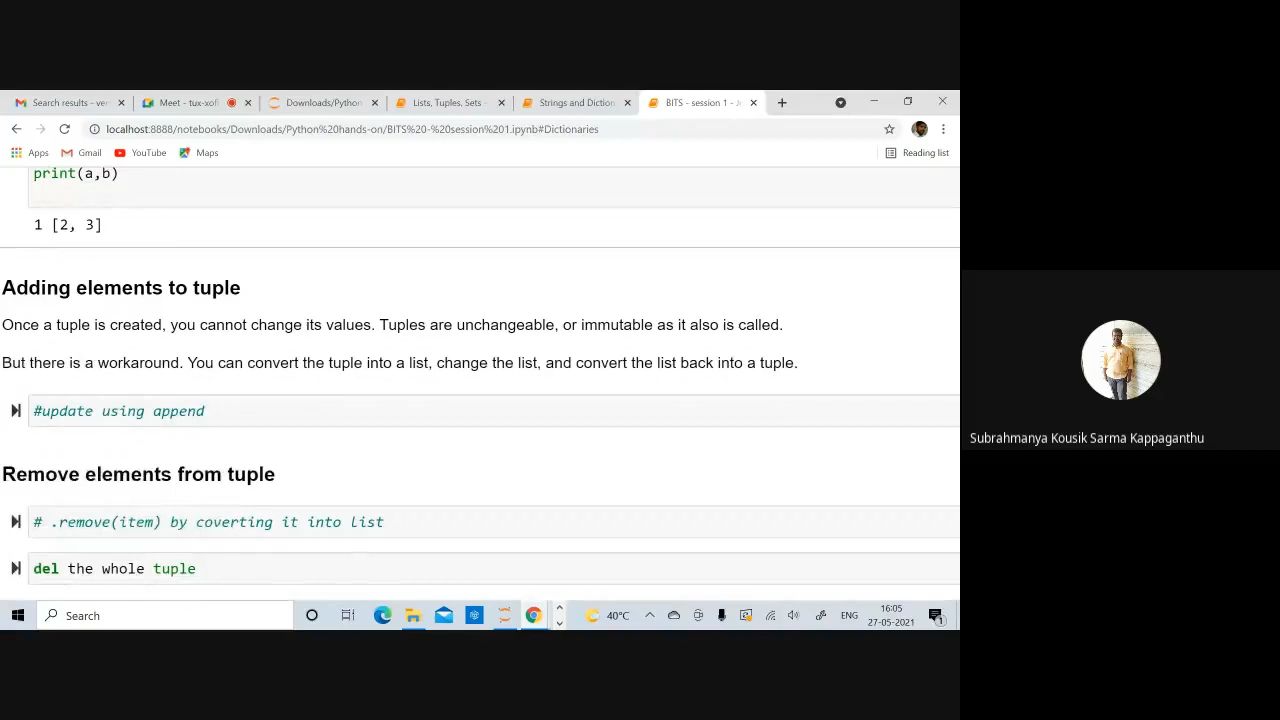 Search results - ve
Meet - tux-xof
Downloads/Python
Lists, Tuples. Sets -
Strings and Diction
BITS - session 1 - J
localhost:8888/notebooks/Downloads/Python%20hands-on/BITS%20-%20session%201.ipynb#Dictionaries
Apps
Gmail
YouTube
Maps
Reading list
print(a,b)
1 [2, 3]
Adding elements to tuple
Once a tuple is created, you cannot change its values. Tuples are unchangeable, or immutable as it also is called.
But there is a workaround. You can convert the tuple into a list, change the list, and convert the list back into a tuple.
#update using append
Subrahmanya Kousik Sarma Kappaganthu
Remove elements from tuple
# .remove(item) by coverting it into list
del the whole tuple
Search
40°C
ENG
16:05
27-05-2021
1